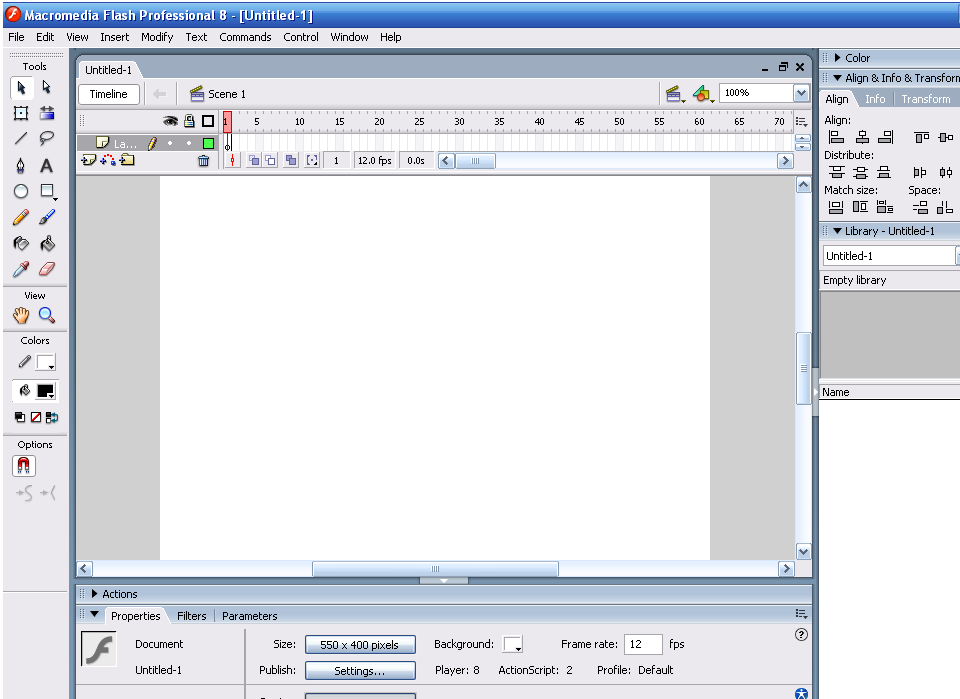 Macromedia Flash Professional 8 - [Untitled-1]
File Edit View Insert Modify Text Commands Control Window Help
Tools
View
Colors
Options
Untitled-1
Timeline
Scene 1
100%
1 5 10 15 20 25 30 35 40 45 50 55 60 65 70
La...
1 12.0 fps 0.0s
Actions
Properties Filters Parameters
Document
Untitled-1
Size: 550 x 400 pixels Background: Frame rate: 12 fps
Publish: Settings... Player: 8 ActionScript: 2 Profile: Default
Color
Align & Info & Transform
Align Info Transform
Align:
Distribute:
Match size: Space:
Library - Untitled-1
Untitled-1
Empty library
Name